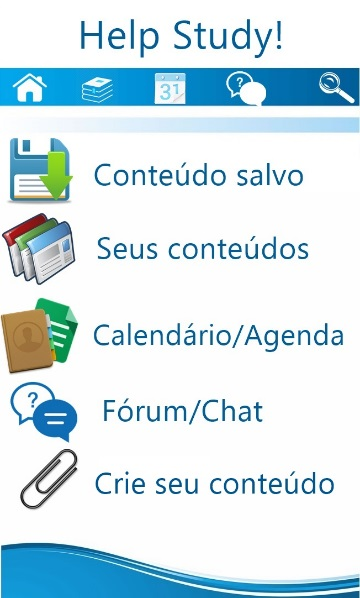 Help Study!
31
?
Conteúdo salvo
Seus conteúdos
Calendário/Agenda
?
Fórum/Chat
Crie seu conteúdo